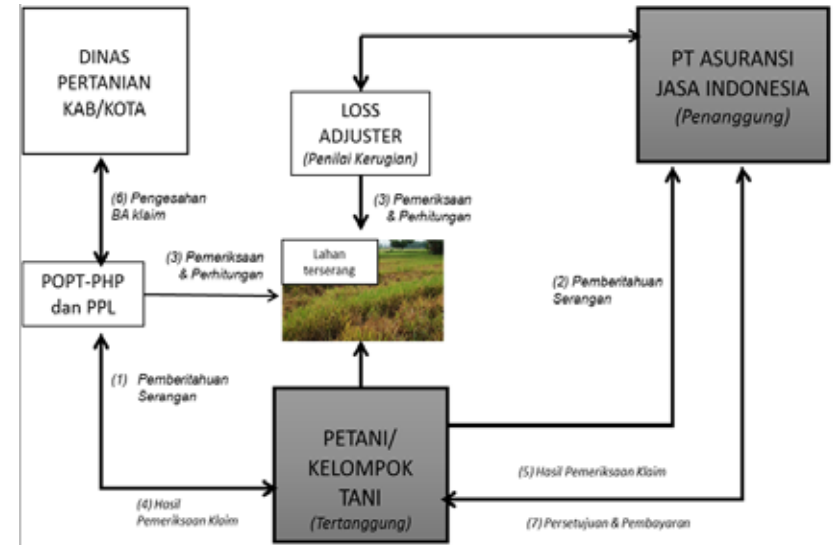 DINAS
PERTANIAN
KAB/KOTA
LOSS
ADJUSTER
(Penilai Kerugian)
PT ASURANSI
JASA INDONESIA
(Penanggung)
(6) Pengesahan
BA klaim
(3) Pemeriksaan
& Perhitungan
(3) Pemeriksaan
& Perhitungan
Lahan
terserang
POPT-PHP
dan PPL
(2) Pemberitahuan
Serangan
(1) Pemberitahuan
Serangan
PETANI/
KELOMPOK
TANI
(Tertanggung)
(4) Hasil
Pemeriksaan Klaim
(5) Hasil Pemeriksaan Klaim
(7) Persetujuan & Pembayaran